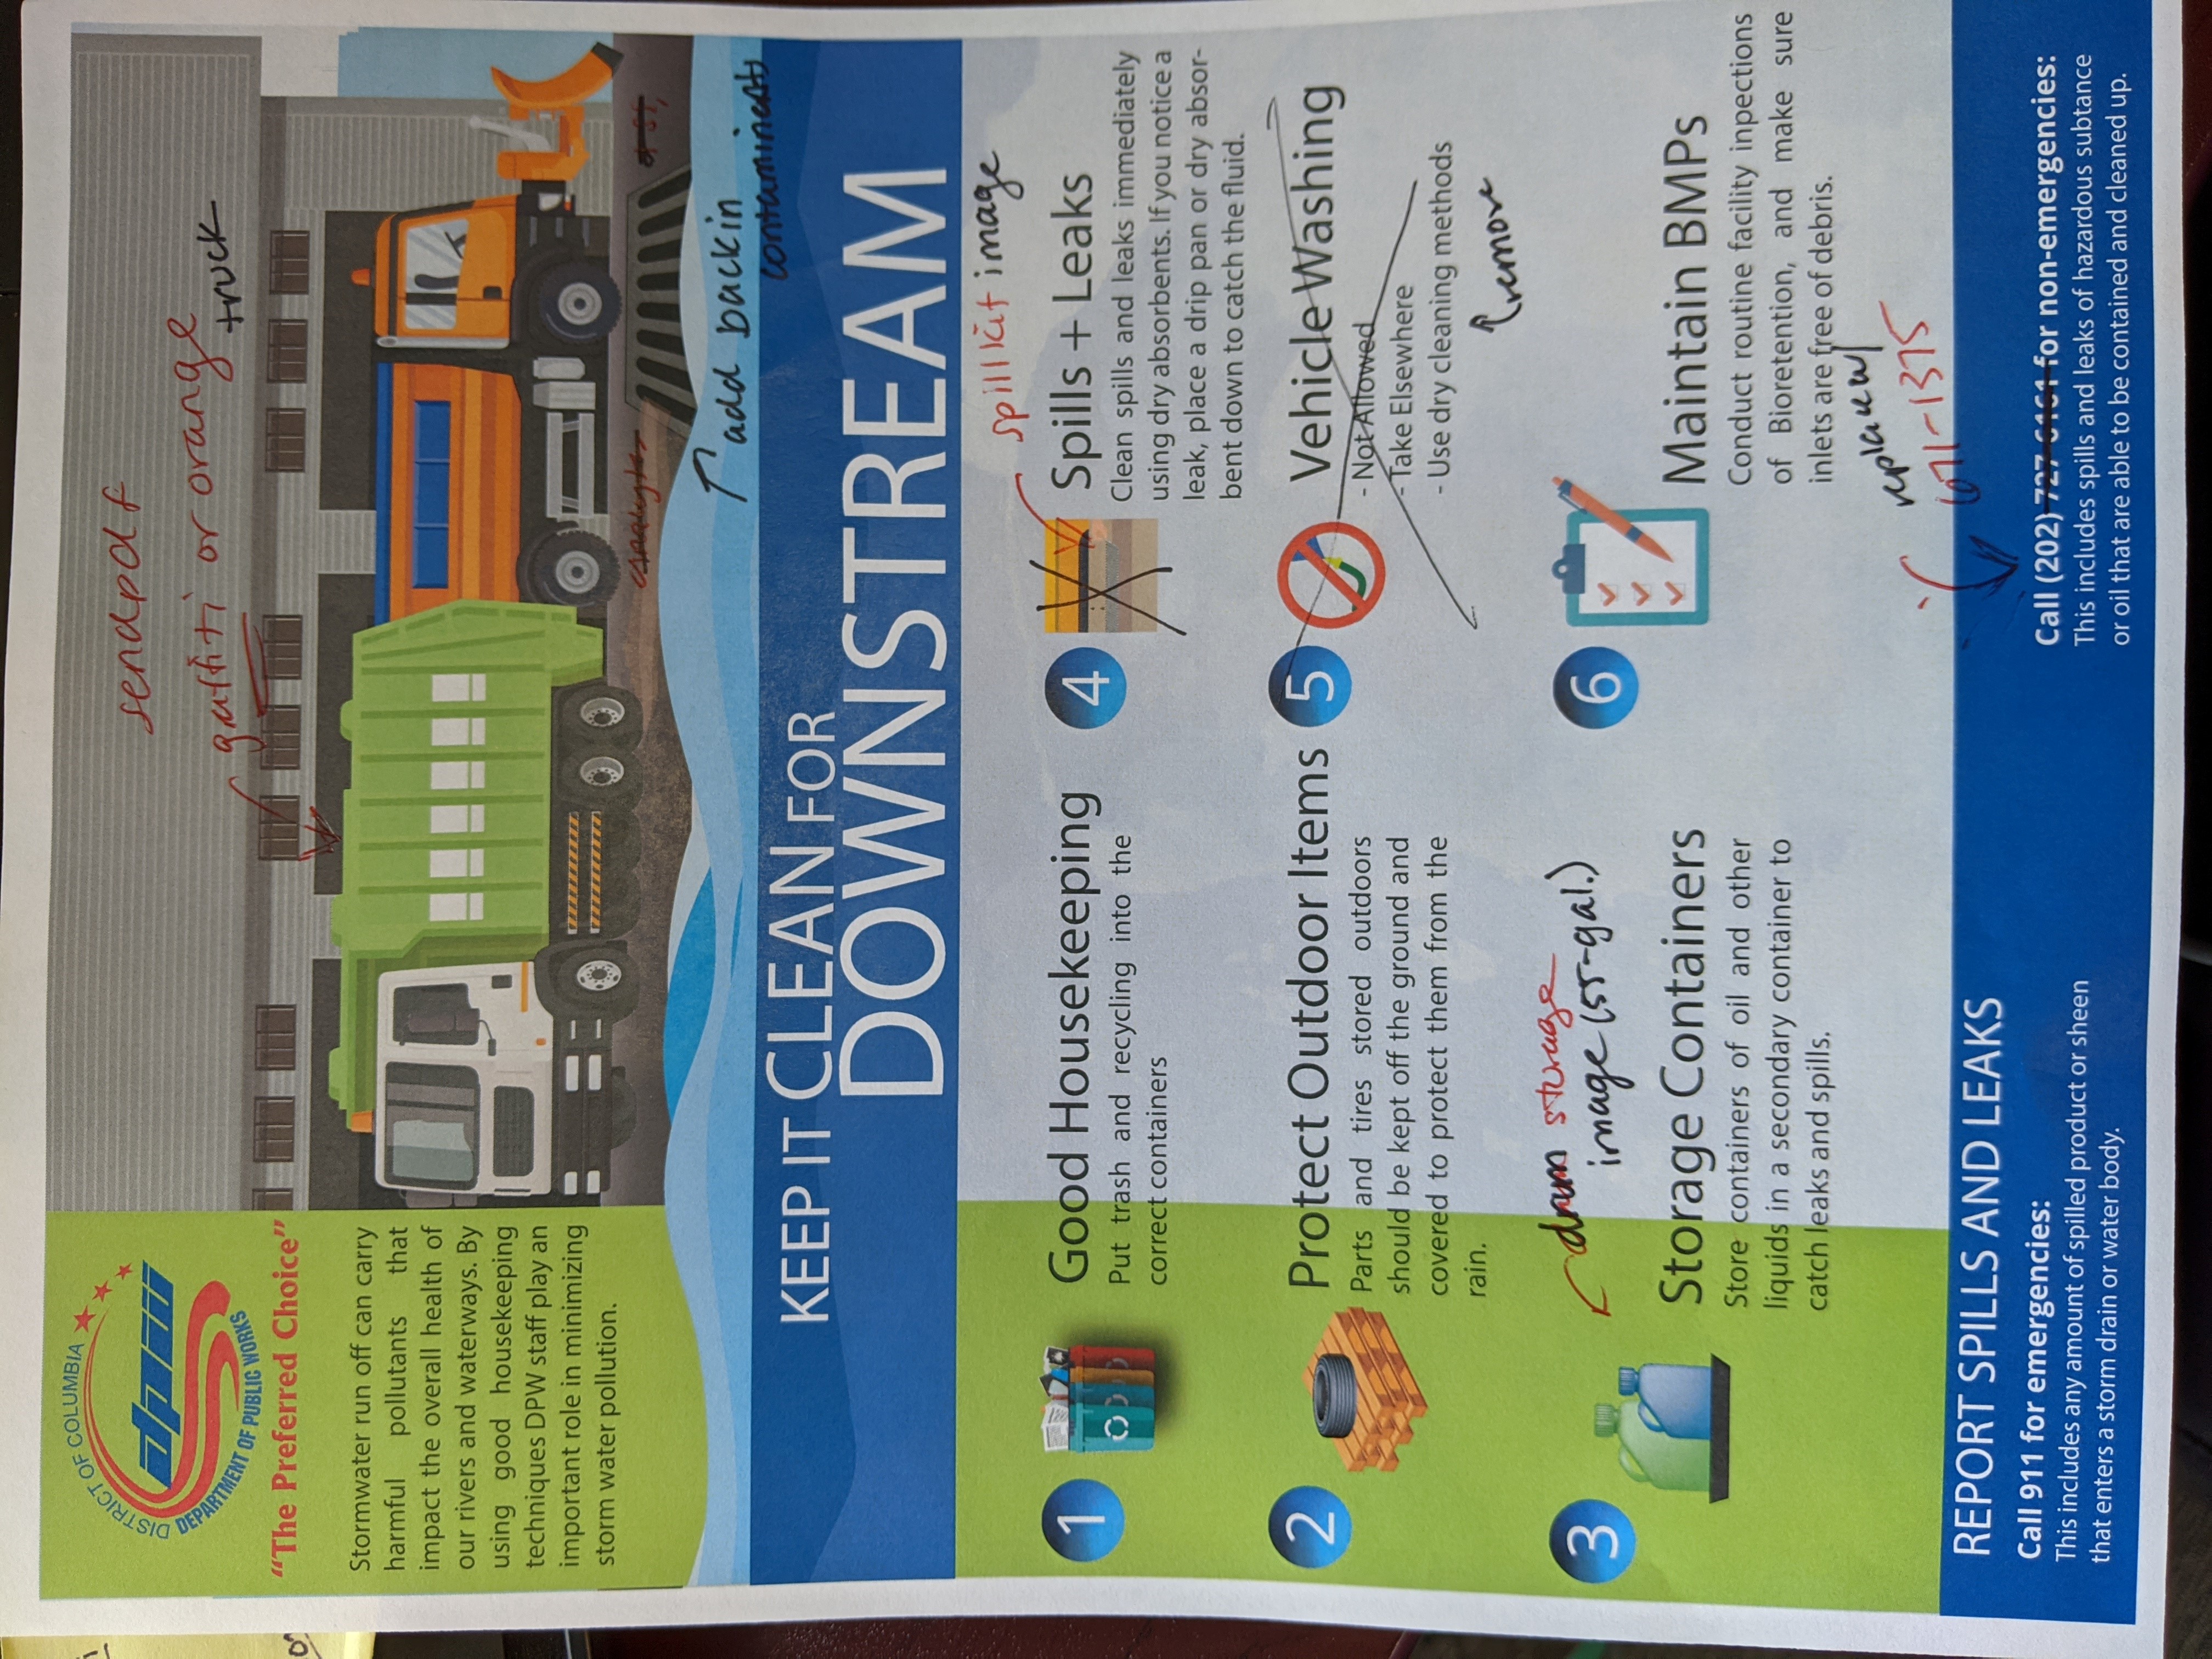 DISTRICT OF COLUMBIA
dpw
DEPARTMENT OF PUBLIC WORKS
"The Preferred Choice"
Stormwater run off can carry
harmful pollutants that
impact the overall health of
our rivers and waterways. By
using good housekeeping
techniques DPW staff play an
important role in minimizing
storm water pollution.
sendpdf
graffiti or orange
truck
add back in
contaminents
KEEP IT CLEAN FOR
DOWNSTREAM
1
Good Housekeeping
Put trash and recycling into the
correct containers
2
Protect Outdoor Items
Parts and tires stored outdoors
should be kept off the ground and
covered to protect them from the
rain.
drum storage
image (55-gal.)
3
Storage Containers
Store containers of oil and other
liquids in a secondary container to
catch leaks and spills.
spill kit image
4
Spills + Leaks
Clean spills and leaks immediately
using dry absorbents. If you notice a
leak, place a drip pan or dry absor-
bent down to catch the fluid.
5
Vehicle Washing
- Not Allowed
- Take Elsewhere
- Use dry cleaning methods
remove
6
Maintain BMPs
Conduct routine facility inpections
of Bioretention, and make sure
inlets are free of debris.
replace w/
671-1375
REPORT SPILLS AND LEAKS
Call 911 for emergencies:
This includes any amount of spilled product or sheen
that enters a storm drain or water body.
Call (202) 727-6161 for non-emergencies:
This includes spills and leaks of hazardous subtance
or oil that are able to be contained and cleaned up.